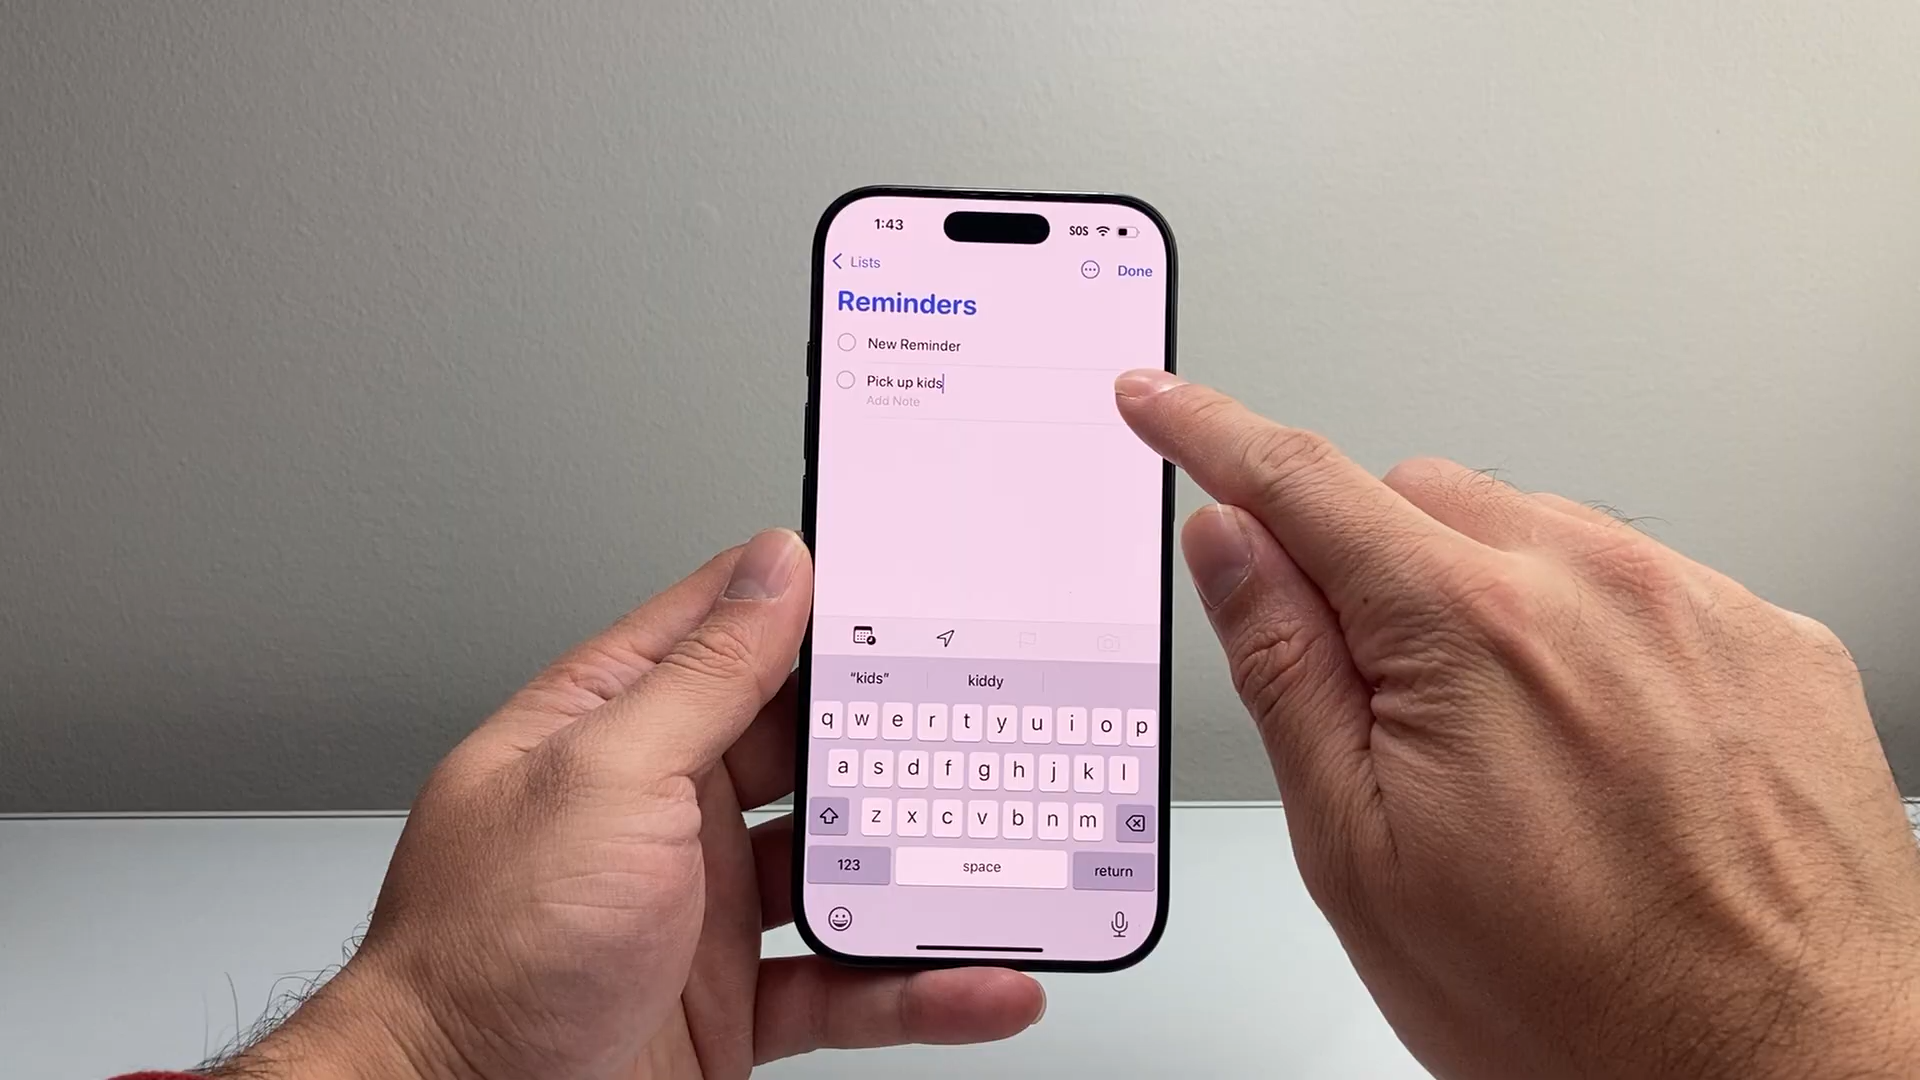 1:43
SOS
Lists
Done
Reminders
New Reminder
Pick up kids
Add Note
"kids" kiddy
q w e r t y u i o p
a s d f g h j k l
z x c v b n m
123 space return